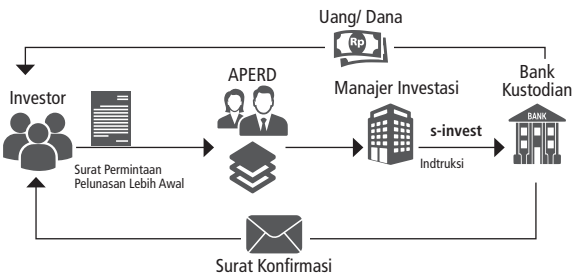 Uang/ Dana
Rp
APERD
Manajer Investasi
Bank
Kustodian
Investor
BANK
s-invest
Surat Permintaan
Pelunasan Lebih Awal
Indtruksi
Surat Konfirmasi